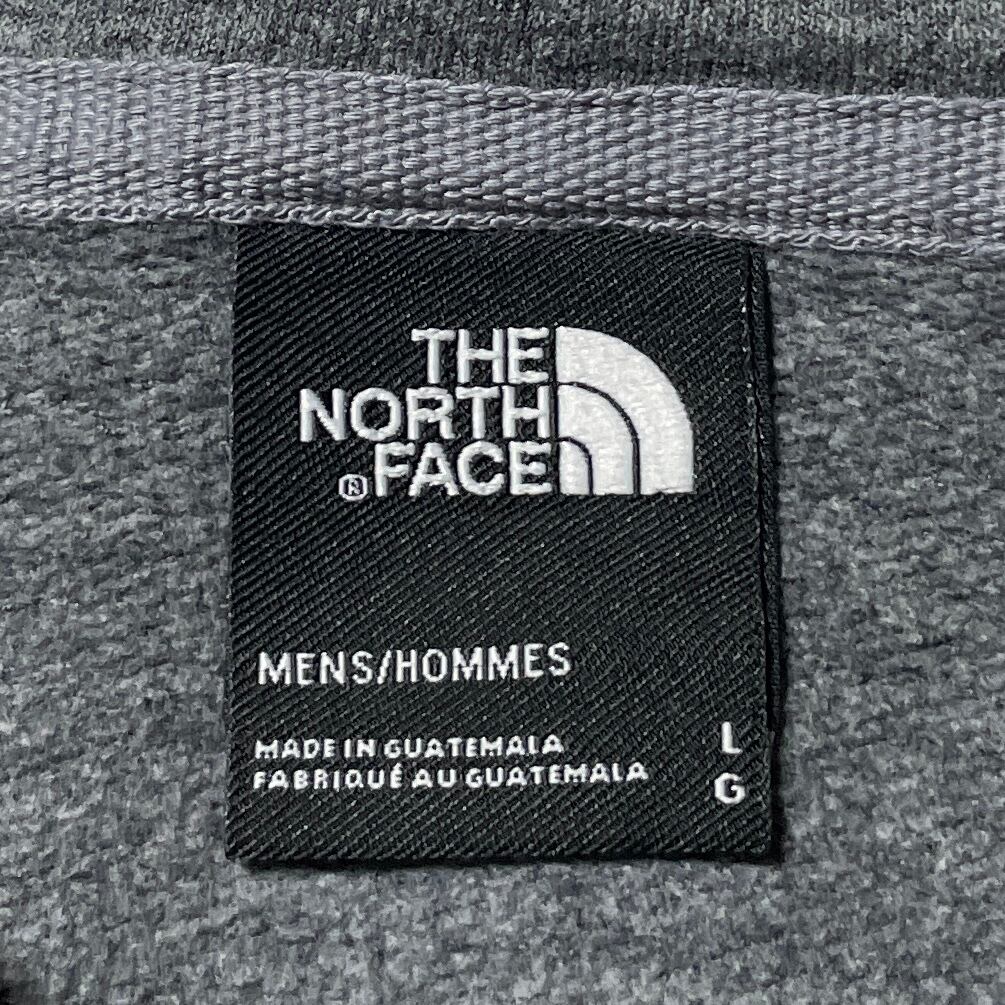 THE
NORTH
® FACE
MENS/HOMMES
MADE IN GUATEMALA
FABRIQUÉ AU GUATEMALA
L
G